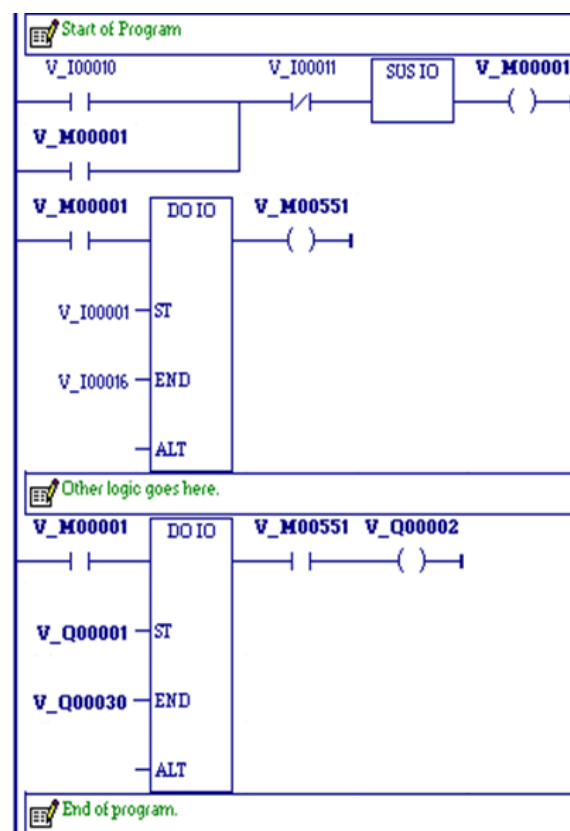 Start of Program
V_I00010 V_I00011 SUS IO V_M00001
V_M00001
V_M00001 DO IO V_M00551
V_I00001 ST
V_I00016 END
ALT
Other logic goes here.
V_M00001 DO IO V_M00551 V_Q00002
V_Q00001 ST
V_Q00030 END
ALT
End of program.